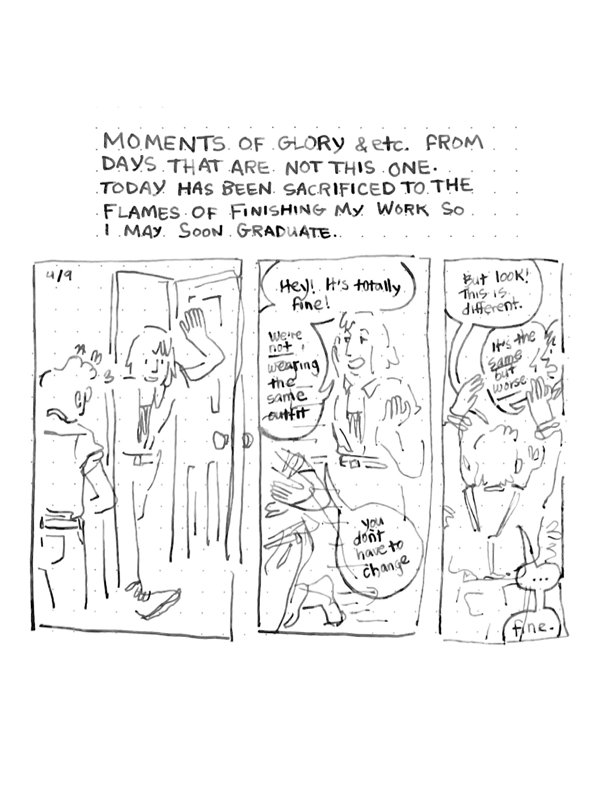 MOMENTS OF GLORY & etc. FROM
DAYS THAT ARE NOT THIS ONE.
TODAY HAS BEEN SACRIFICED TO THE
FLAMES OF FINISHING MY WORK SO
I MAY SOON GRADUATE.
4/9
Hey! It's totally
fine!
We're
not
wearing
the
same
outfit
you
don't
have to
change
But look!
This is
different.
It's the
same
but
worse
...
fine.